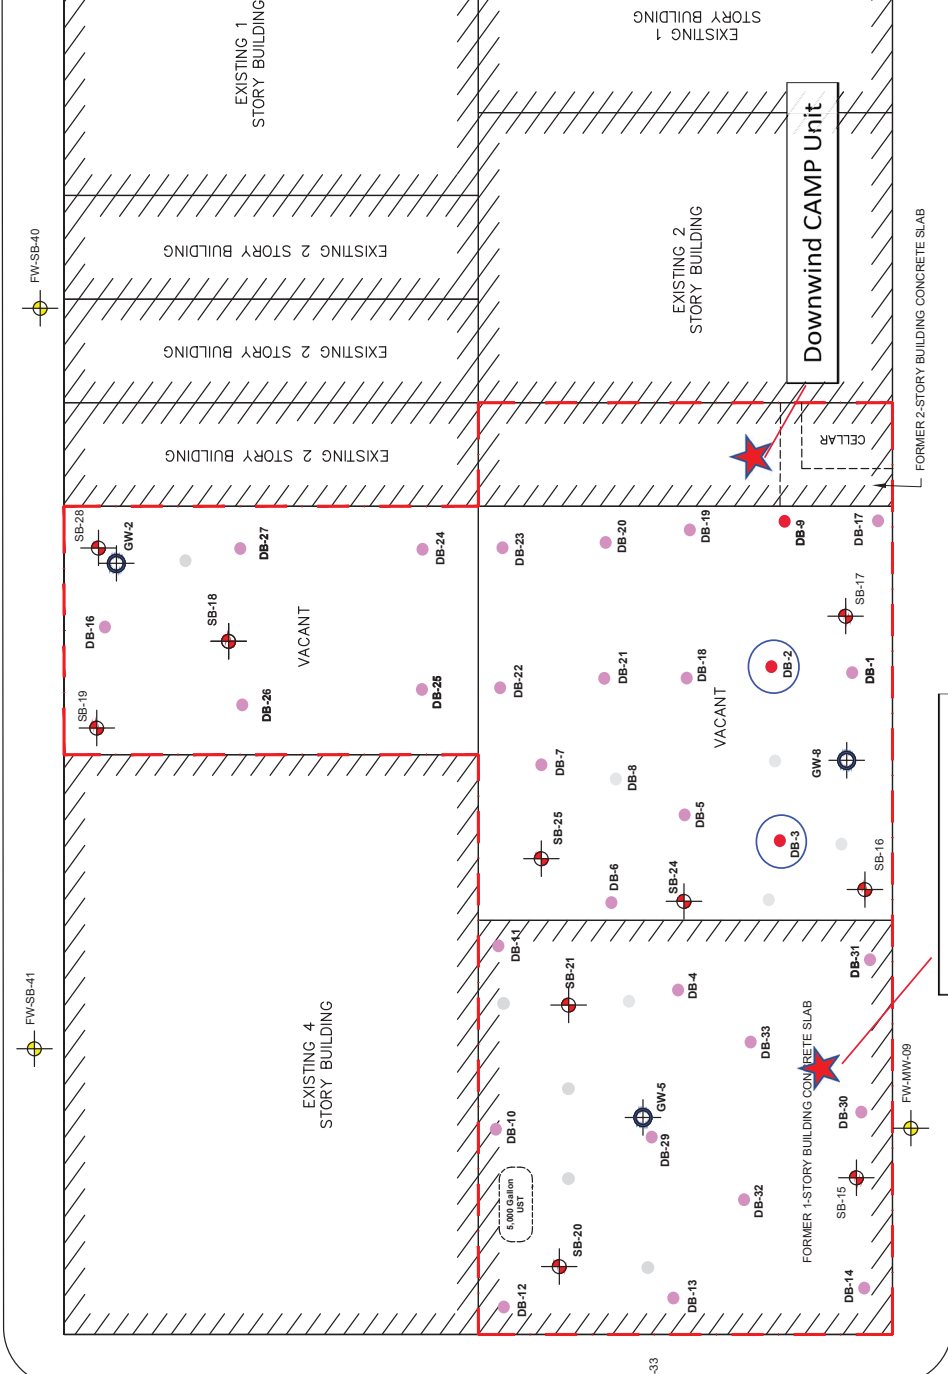 EXISTING 1
STORY BUILDING
EXISTING 1
STORY BUILDING
FW-SB-40
EXISTING 2 STORY BUILDING
EXISTING 2 STORY BUILDING
EXISTING 2 STORY BUILDING
EXISTING 2
STORY BUILDING
Downwind CAMP Unit
CELLAR
FORMER 2-STORY BUILDING CONCRETE SLAB
SB-28
GW-2
DB-27
DB-24
DB-23
DB-20
DB-19
DB-9
DB-17
DB-16
SB-18
VACANT
SB-17
SB-19
DB-26
DB-25
DB-22
DB-21
DB-18
DB-2
DB-1
VACANT
DB-7
DB-8
GW-8
SB-25
DB-5
DB-3
SB-16
DB-6
SB-24
FW-SB-41
EXISTING 4
STORY BUILDING
DB-11
SB-21
DB-4
DB-31
DB-33
FORMER 1-STORY BUILDING CONCRETE SLAB
DB-10
GW-5
DB-29
DB-30
FW-MW-09
5,000 Gallon
UST
DB-32
SB-15
SB-20
DB-12
DB-13
DB-14
-33